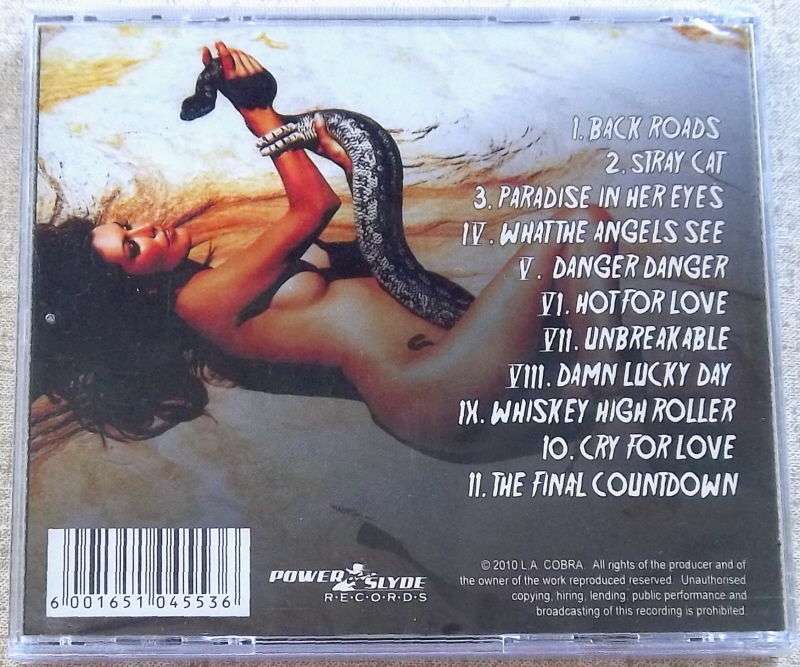 1. BACK ROADS
2. STRAY CAT
3. PARADISE IN HER EYES
IV. WHAT THE ANGELS SEE
V. DANGER DANGER
VI. HOT FOR LOVE
VII. UNBREAKABLE
VIII. DAMN LUCKY DAY
IX. WHISKEY HIGH ROLLER
10. CRY FOR LOVE
11. THE FINAL COUNTDOWN
6 001651 045536
POWER SLYDE
R·E·C·O·R·D·S
© 2010 L.A. COBRA. All rights of the producer and of
the owner of the work reproduced reserved. Unauthorised
copying, hiring, lending, public performance and
broadcasting of this recording is prohibited.